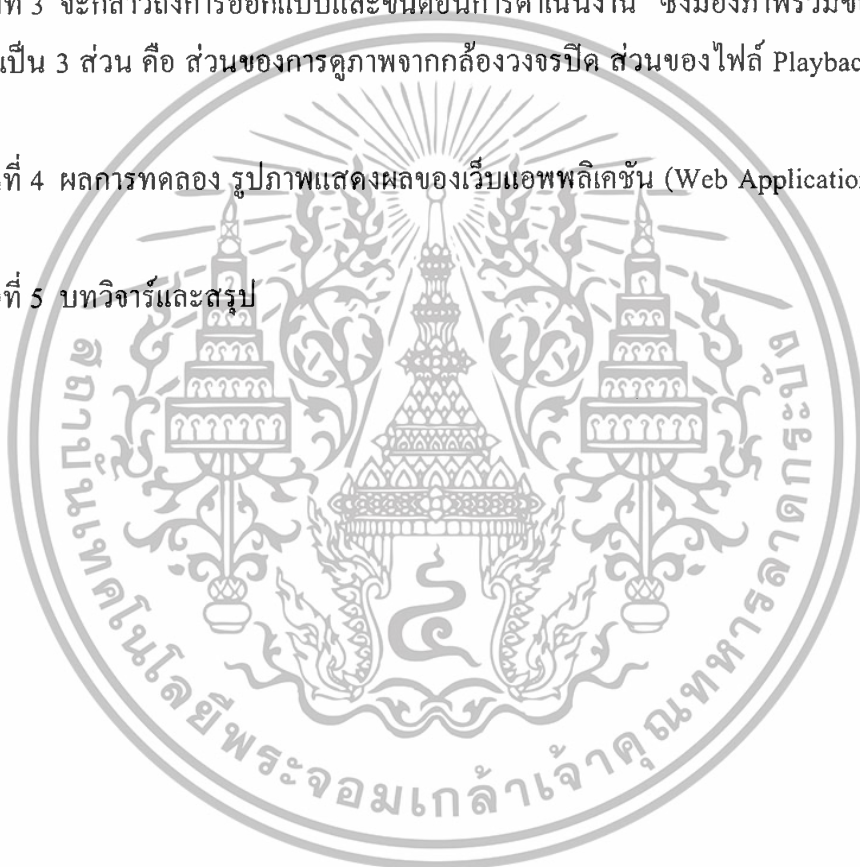 ที่ 3 จะกล่าวถึงการออกแบบและขั้นตอนการดำเนินงาน ซึ่งมองภาพรวม
เป็น 3 ส่วน คือ ส่วนของการดูภาพจากกล้องวงจรปิด ส่วนของไฟล์ Playbac
ที่ 4 ผลการทดลอง รูปภาพแสดงผลของเว็บแอพพลิเคชัน (Web Application
ที่ 5 บทวิจาร์และสรุป
สถาบันเทคโนโลยีพระจอมเกล้าเจ้าคุณทหารลาดกระบัง
๔